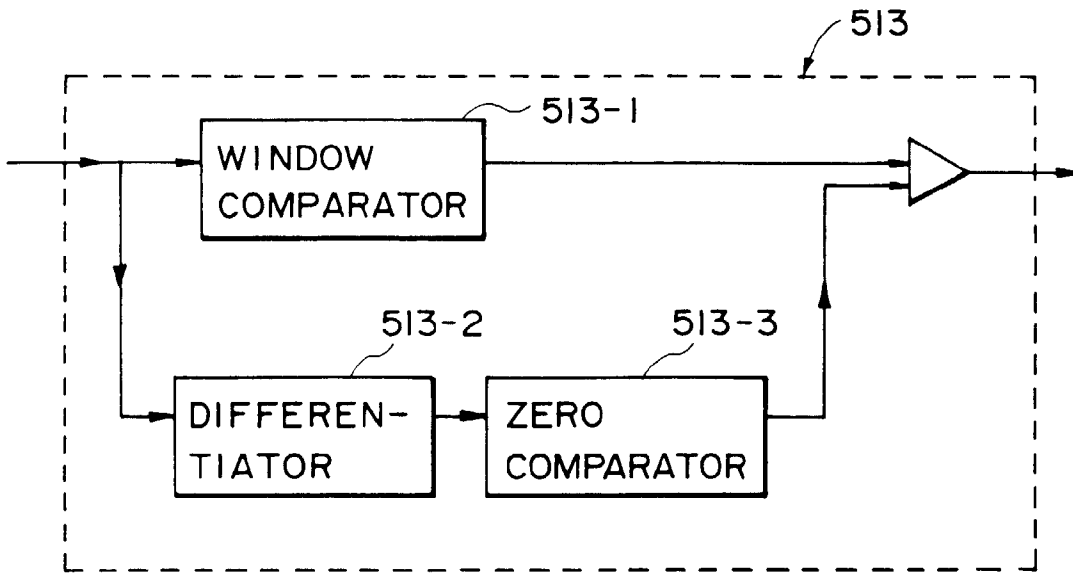 513
513-1
WINDOW
COMPARATOR
513-2
513-3
DIFFEREN-
TIATOR
ZERO
COMPARATOR